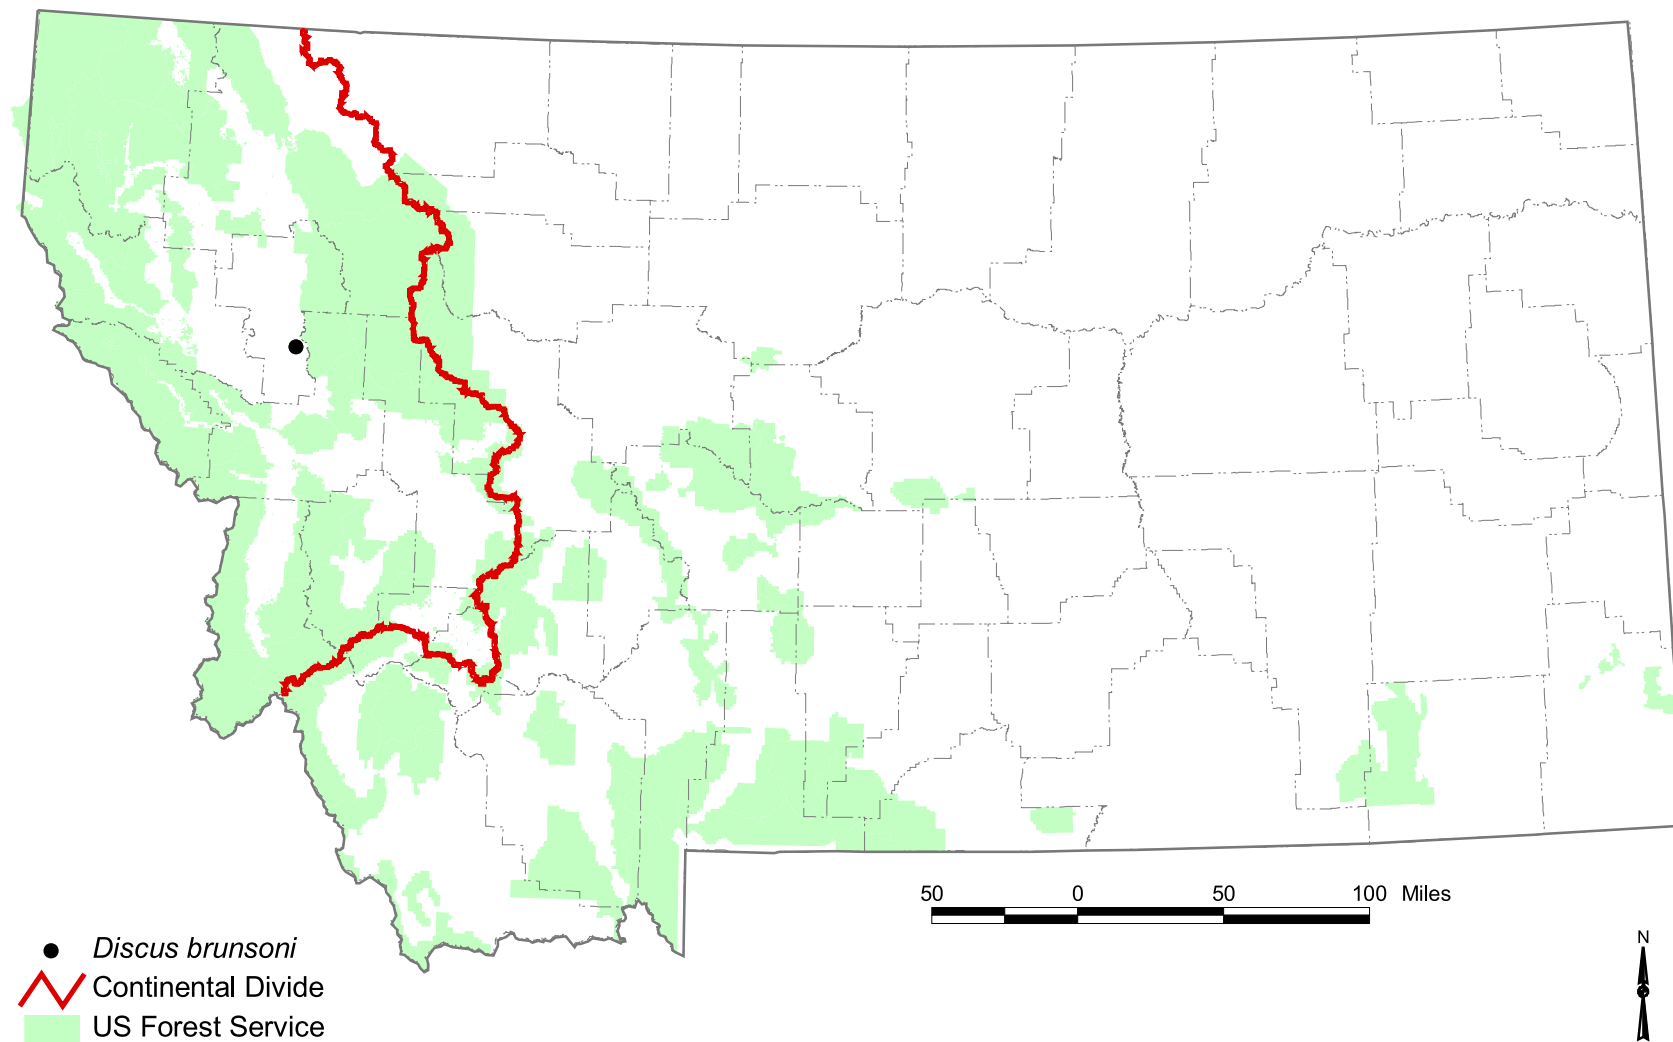 50 0 50 100 Miles
N
Discus brunsoni
Continental Divide
US Forest Service